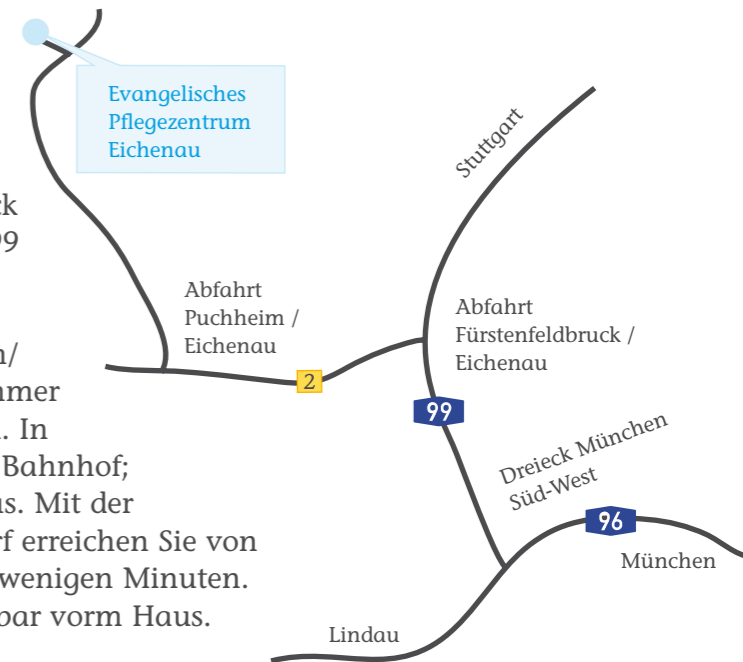 Evangelisches
Pflegezentrum
Eichenau
Stuttgart
Abfahrt
Puchheim /
Eichenau
Abfahrt
Fürstenfeldbruck /
Eichenau
2
99
Dreieck München
Süd-West
96
München
Lindau
. In
Bahnhof;
. Mit der
erreichen Sie von
wenigen Minuten.
vorm Haus.